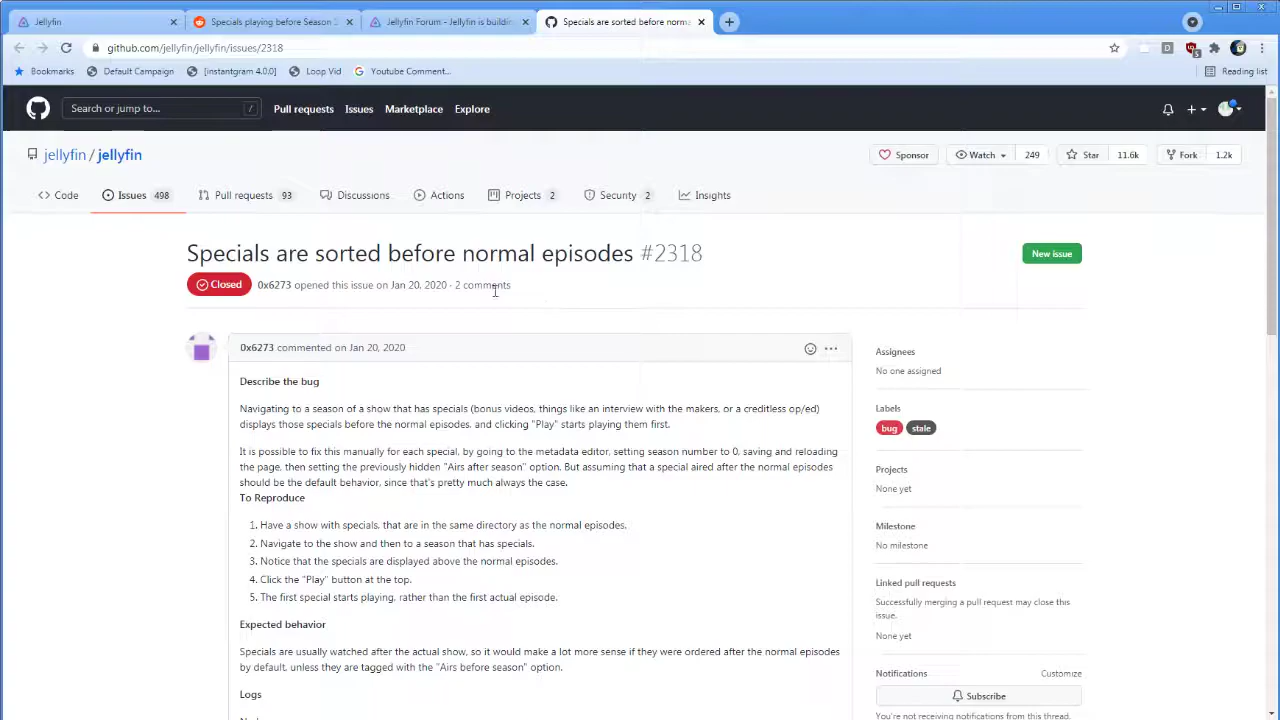 Jellyfin
Specials playing before Season
Jellyfin Forum - Jellyfin is buildin
Specials are sorted before norma
github.com/jellyfin/jellyfin/issues/2318
Bookmarks
Default Campaign
[instantgram 4.0.0]
Loop Vid
Youtube Comment...
Reading list
Search or jump to...
/
Pull requests
Issues
Marketplace
Explore
jellyfin / jellyfin
Sponsor
Watch
249
Star
11.6k
Fork
1.2k
Code
Issues 498
Pull requests 93
Discussions
Actions
Projects 2
Security 2
Insights
Specials are sorted before normal episodes #2318
New issue
Closed
0x6273 opened this issue on Jan 20, 2020 · 2 comments
0x6273 commented on Jan 20, 2020
Describe the bug
Navigating to a season of a show that has specials (bonus videos, things like an interview with the makers, or a creditless op/ed)
displays those specials before the normal episodes, and clicking "Play" starts playing them first.
It is possible to fix this manually for each special, by going to the metadata editor, setting season number to 0, saving and reloading
the page, then setting the previously hidden "Airs after season" option. But assuming that a special aired after the normal episodes
should be the default behavior, since that's pretty much always the case.
To Reproduce
1. Have a show with specials, that are in the same directory as the normal episodes.
2. Navigate to the show and then to a season that has specials.
3. Notice that the specials are displayed above the normal episodes.
4. Click the "Play" button at the top.
5. The first special starts playing, rather than the first actual episode.
Expected behavior
Specials are usually watched after the actual show, so it would make a lot more sense if they were ordered after the normal episodes
by default, unless they are tagged with the "Airs before season" option.
Logs
Assignees
No one assigned
Labels
bug
stale
Projects
None yet
Milestone
No milestone
Linked pull requests
Successfully merging a pull request may close this
issue.
None yet
Notifications
Customize
Subscribe
You're not receiving notifications from this thread.